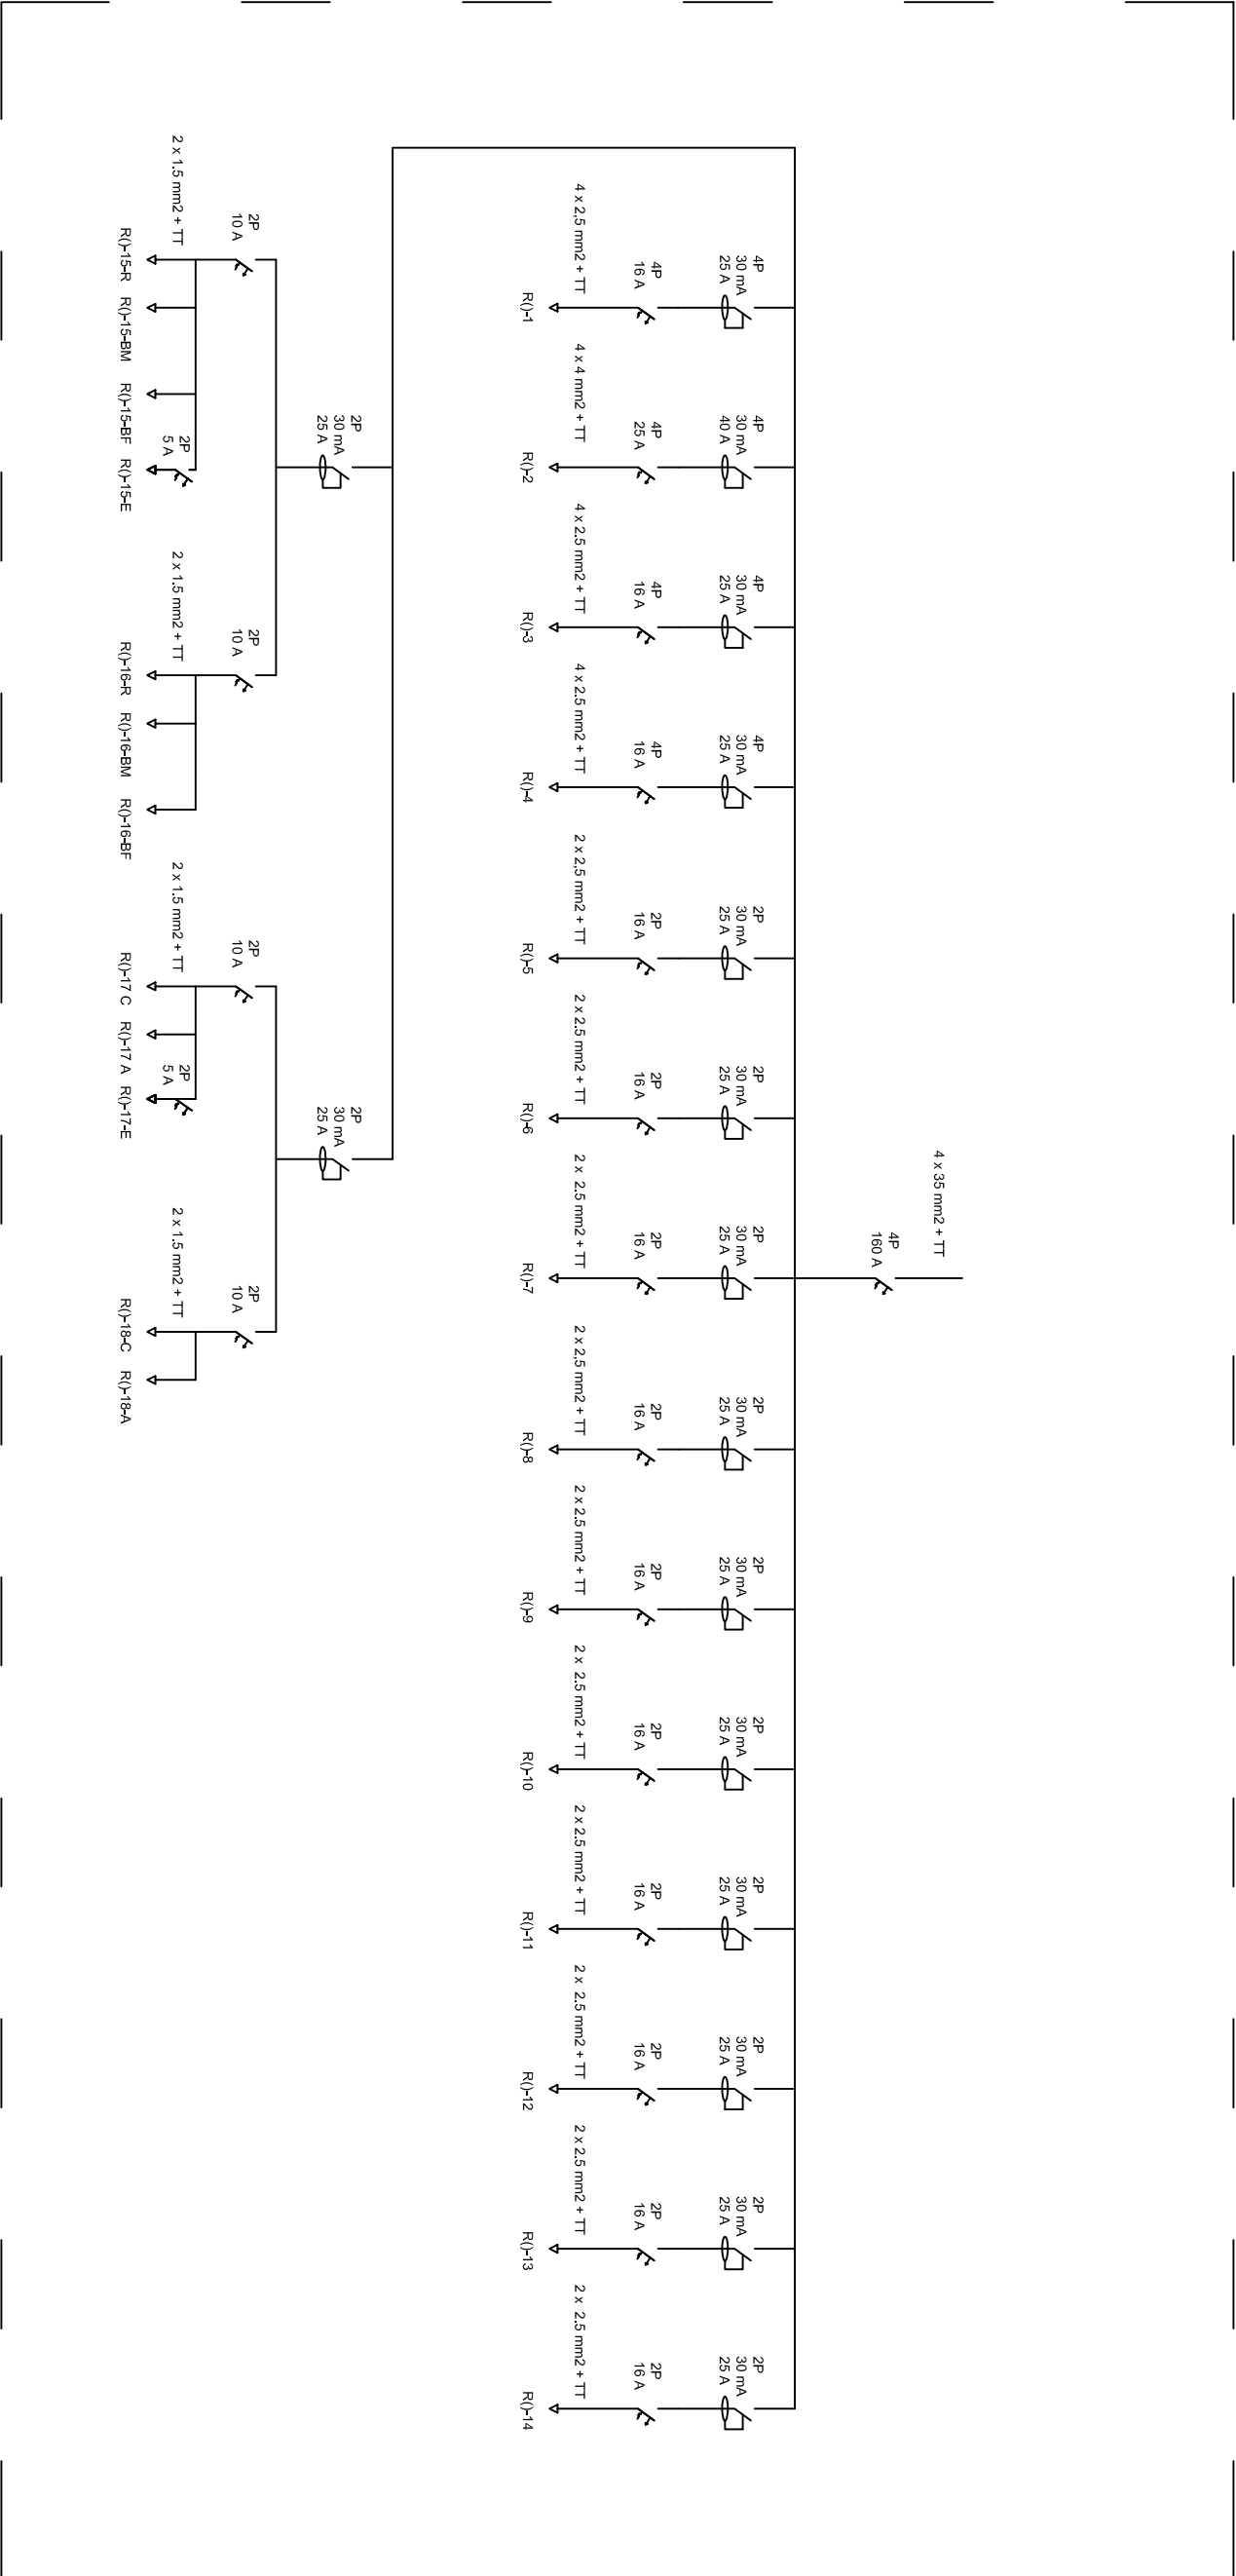 4 x 35 mm2 + TT
4P
160 A
4P
30 mA
25 A
4P
16 A
4 x 2,5 mm2 + TT
R()-1
4P
30 mA
40 A
4P
25 A
4 x 4 mm2 + TT
R()-2
4P
30 mA
25 A
4P
16 A
4 x 2.5 mm2 + TT
R()-3
4P
30 mA
25 A
4P
16 A
4 x 2.5 mm2 + TT
R()-4
2P
30 mA
25 A
2P
16 A
2 x 2,5 mm2 + TT
R()-5
2P
30 mA
25 A
2P
16 A
2 x 2.5 mm2 + TT
R()-6
2P
30 mA
25 A
2P
16 A
2 x 2.5 mm2 + TT
R()-7
2P
30 mA
25 A
2P
16 A
2 x 2,5 mm2 + TT
R()-8
2P
30 mA
25 A
2P
16 A
2 x 2.5 mm2 + TT
R()-9
2P
30 mA
25 A
2P
16 A
2 x 2.5 mm2 + TT
R()-10
2P
30 mA
25 A
2P
16 A
2 x 2.5 mm2 + TT
R()-11
2P
30 mA
25 A
2P
16 A
2 x 2.5 mm2 + TT
R()-12
2P
30 mA
25 A
2P
16 A
2 x 2.5 mm2 + TT
R()-13
2P
30 mA
25 A
2P
16 A
2 x 2.5 mm2 + TT
R()-14
2P
30 mA
25 A
2P
10 A
2 x 1.5 mm2 + TT
R()-15-R
R()-15-BM
R()-15-BF
2P
5 A
R()-15-E
2P
10 A
2 x 1.5 mm2 + TT
R()-16-R
R()-16-BM
R()-16-BF
2P
30 mA
25 A
2P
10 A
2 x 1.5 mm2 + TT
R()-17 C
R()-17 A
2P
5 A
R()-17-E
2P
10 A
2 x 1.5 mm2 + TT
R()-18-C
R()-18-A